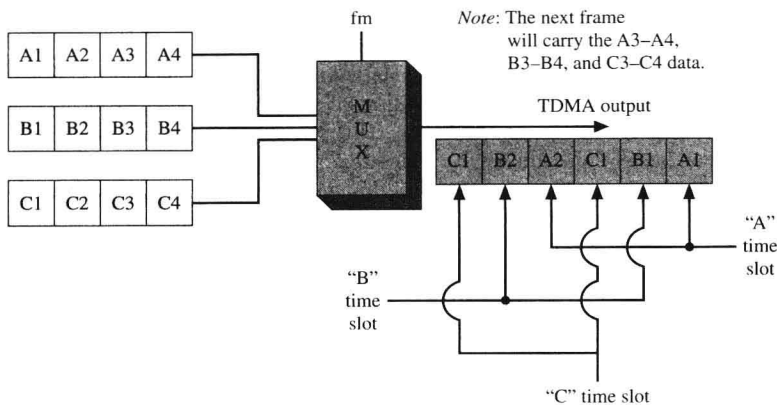 fm
Note: The next frame
will carry the A3–A4,
B3–B4, and C3–C4 data.
A1 A2 A3 A4
B1 B2 B3 B4
C1 C2 C3 C4
MUX
TDMA output
C1 B2 A2 C1 B1 A1
“A”
time
slot
“B”
time
slot
“C” time slot